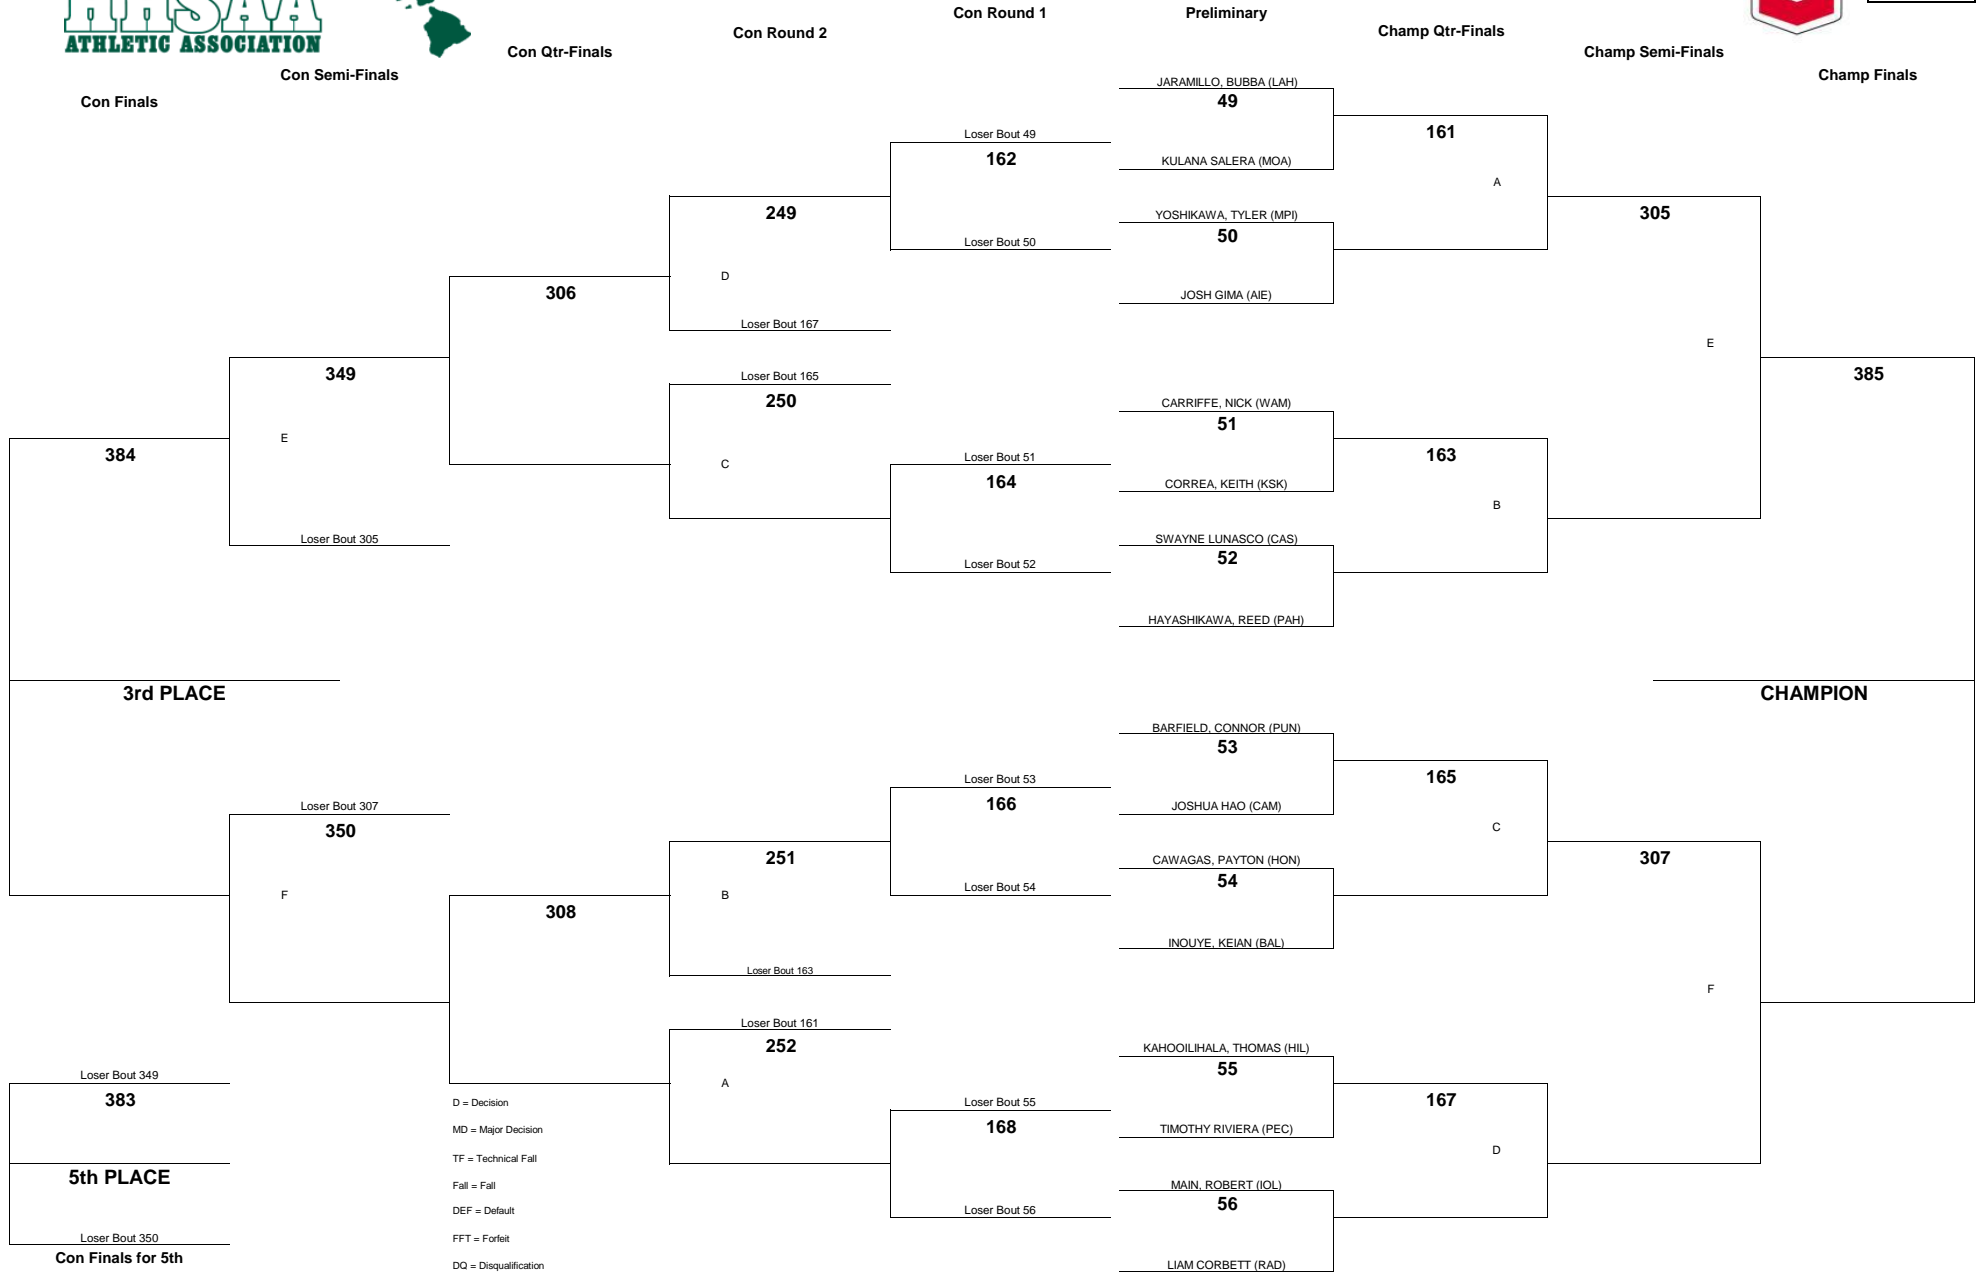 HHSAA
ATHLETIC ASSOCIATION
Con Round 1
Preliminary
Con Round 2
Champ Qtr-Finals
Con Qtr-Finals
Champ Semi-Finals
Con Semi-Finals
Champ Finals
Con Finals
JARAMILLO, BUBBA (LAH)
49
Loser Bout 49
161
162
KULANA SALERA (MOA)
A
249
YOSHIKAWA, TYLER (MPI)
305
50
Loser Bout 50
D
306
JOSH GIMA (AIE)
Loser Bout 167
E
349
Loser Bout 165
385
250
CARRIFFE, NICK (WAM)
51
E
384
Loser Bout 51
163
C
164
CORREA, KEITH (KSK)
B
Loser Bout 305
SWAYNE LUNASCO (CAS)
52
Loser Bout 52
HAYASHIKAWA, REED (PAH)
3rd PLACE
CHAMPION
BARFIELD, CONNOR (PUN)
53
Loser Bout 53
165
Loser Bout 307
166
JOSHUA HAO (CAM)
350
C
251
CAWAGAS, PAYTON (HON)
307
54
Loser Bout 54
F
B
308
INOUYE, KEIAN (BAL)
Loser Bout 163
F
Loser Bout 161
252
KAHOOILIHALA, THOMAS (HIL)
55
Loser Bout 349
A
383
D = Decision
Loser Bout 55
167
MD = Major Decision
168
TIMOTHY RIVIERA (PEC)
D
TF = Technical Fall
5th PLACE
Fall = Fall
MAIN, ROBERT (IOL)
56
DEF = Default
Loser Bout 56
Loser Bout 350
FFT = Forfeit
Con Finals for 5th
DQ = Disqualification
LIAM CORBETT (RAD)